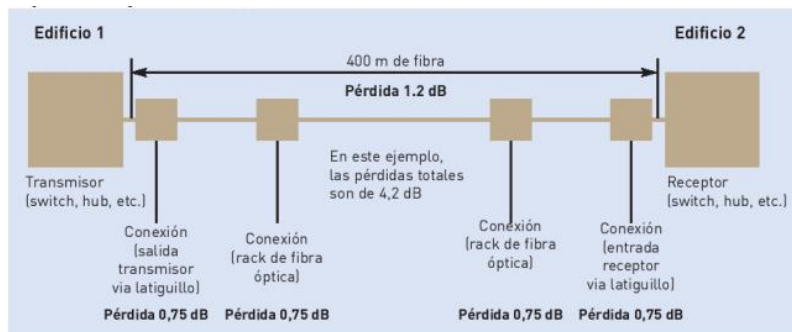 Edificio 1
Edificio 2
400 m de fibra
Pérdida 1.2 dB
En este ejemplo,
las pérdidas totales
son de 4,2 dB
Transmisor
(switch, hub, etc.)
Receptor
(switch, hub, etc.)
Conexión
(salida
transmisor
via latiguillo)
Conexión
(rack de fibra
óptica)
Conexión
(rack de fibra
óptica)
Conexión
(entrada
receptor
via latiguillo)
Pérdida 0,75 dB
Pérdida 0,75 dB
Pérdida 0,75 dB
Pérdida 0,75 dB